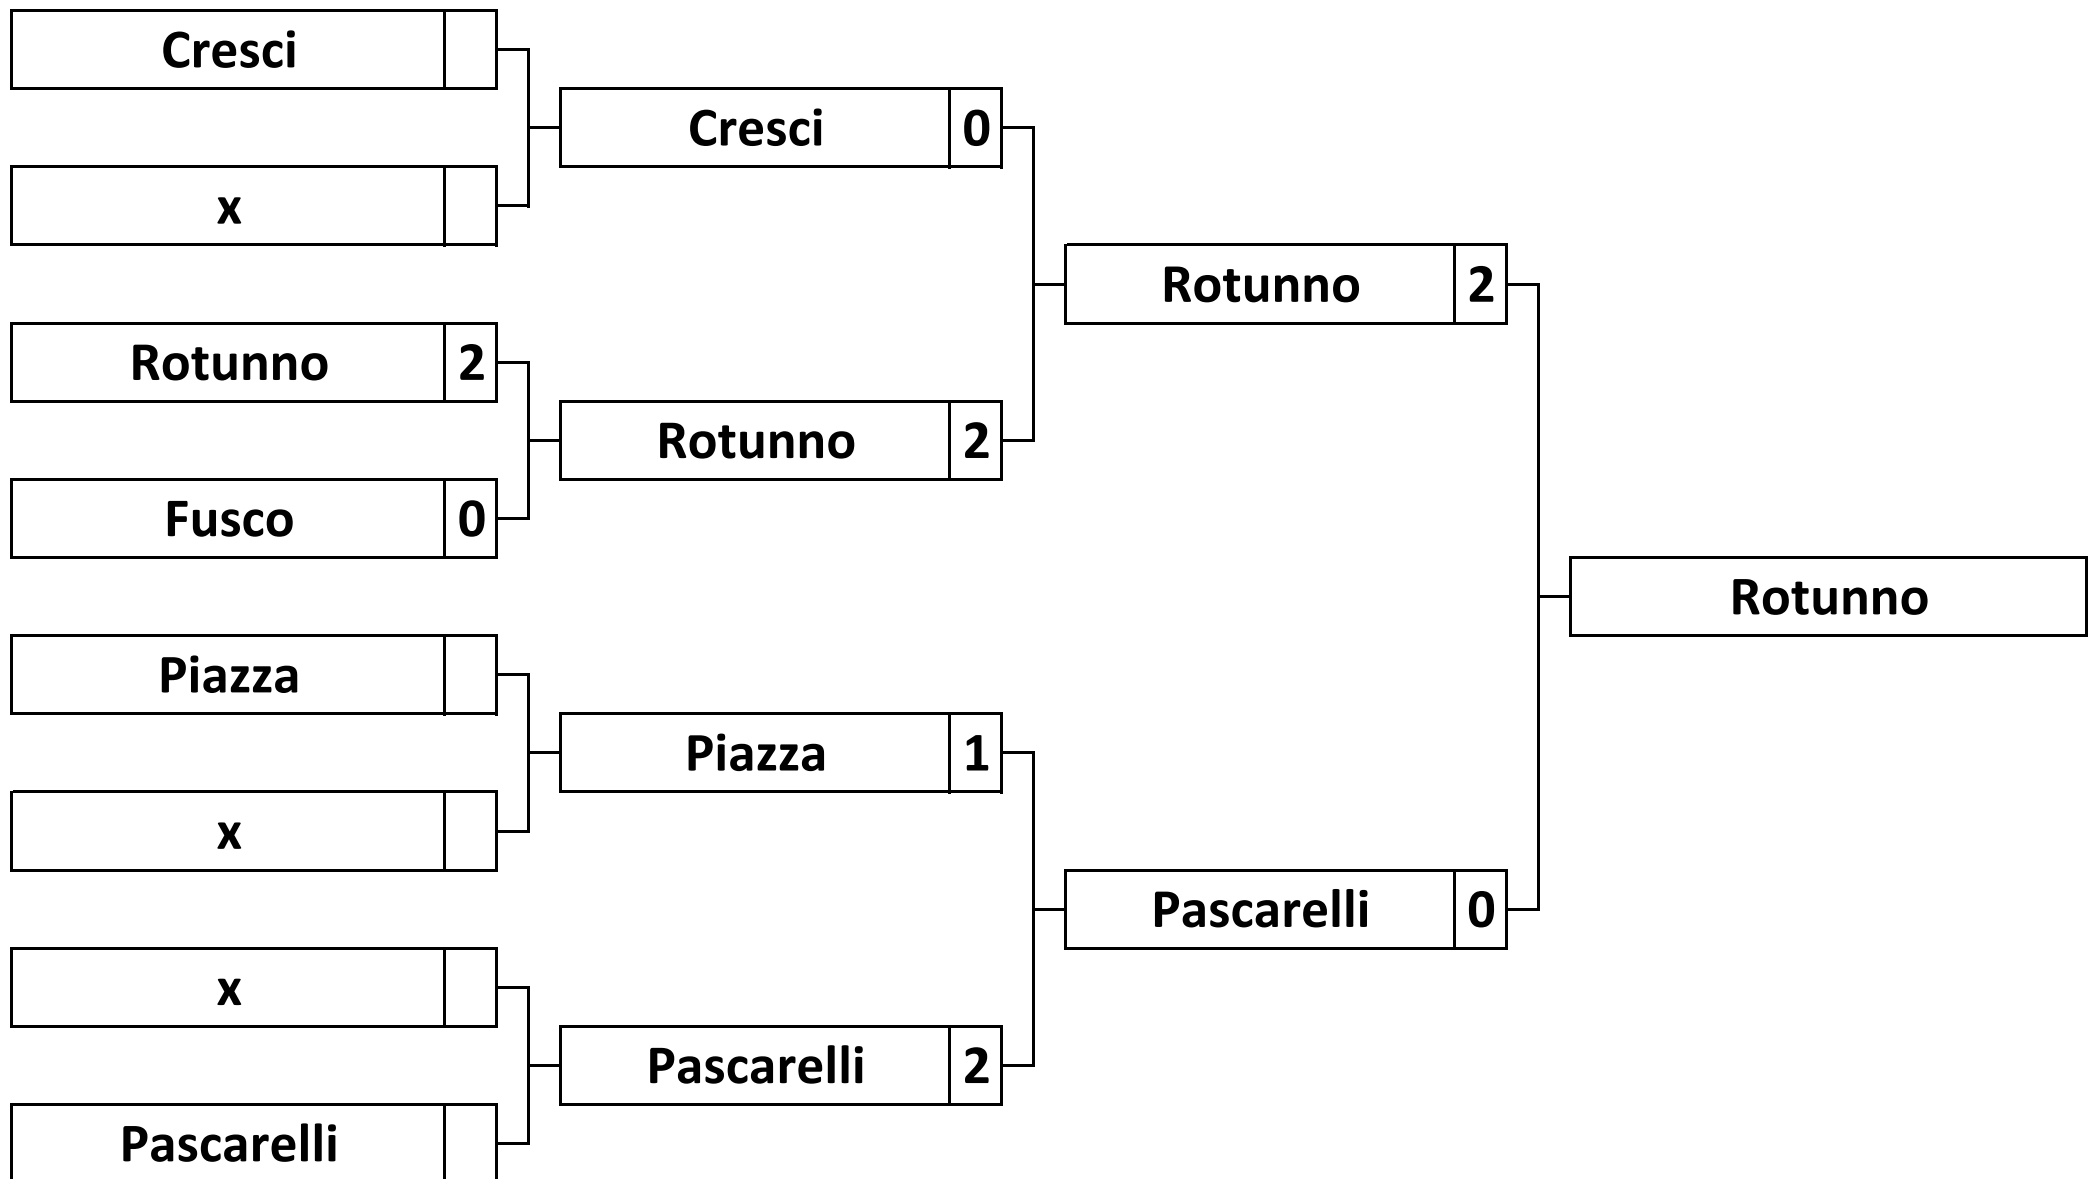 Cresci
x
Rotunno 2
Fusco 0
Piazza
x
x
Pascarelli
Cresci 0
Rotunno 2
Piazza 1
Pascarelli 2
Rotunno 2
Pascarelli 0
Rotunno